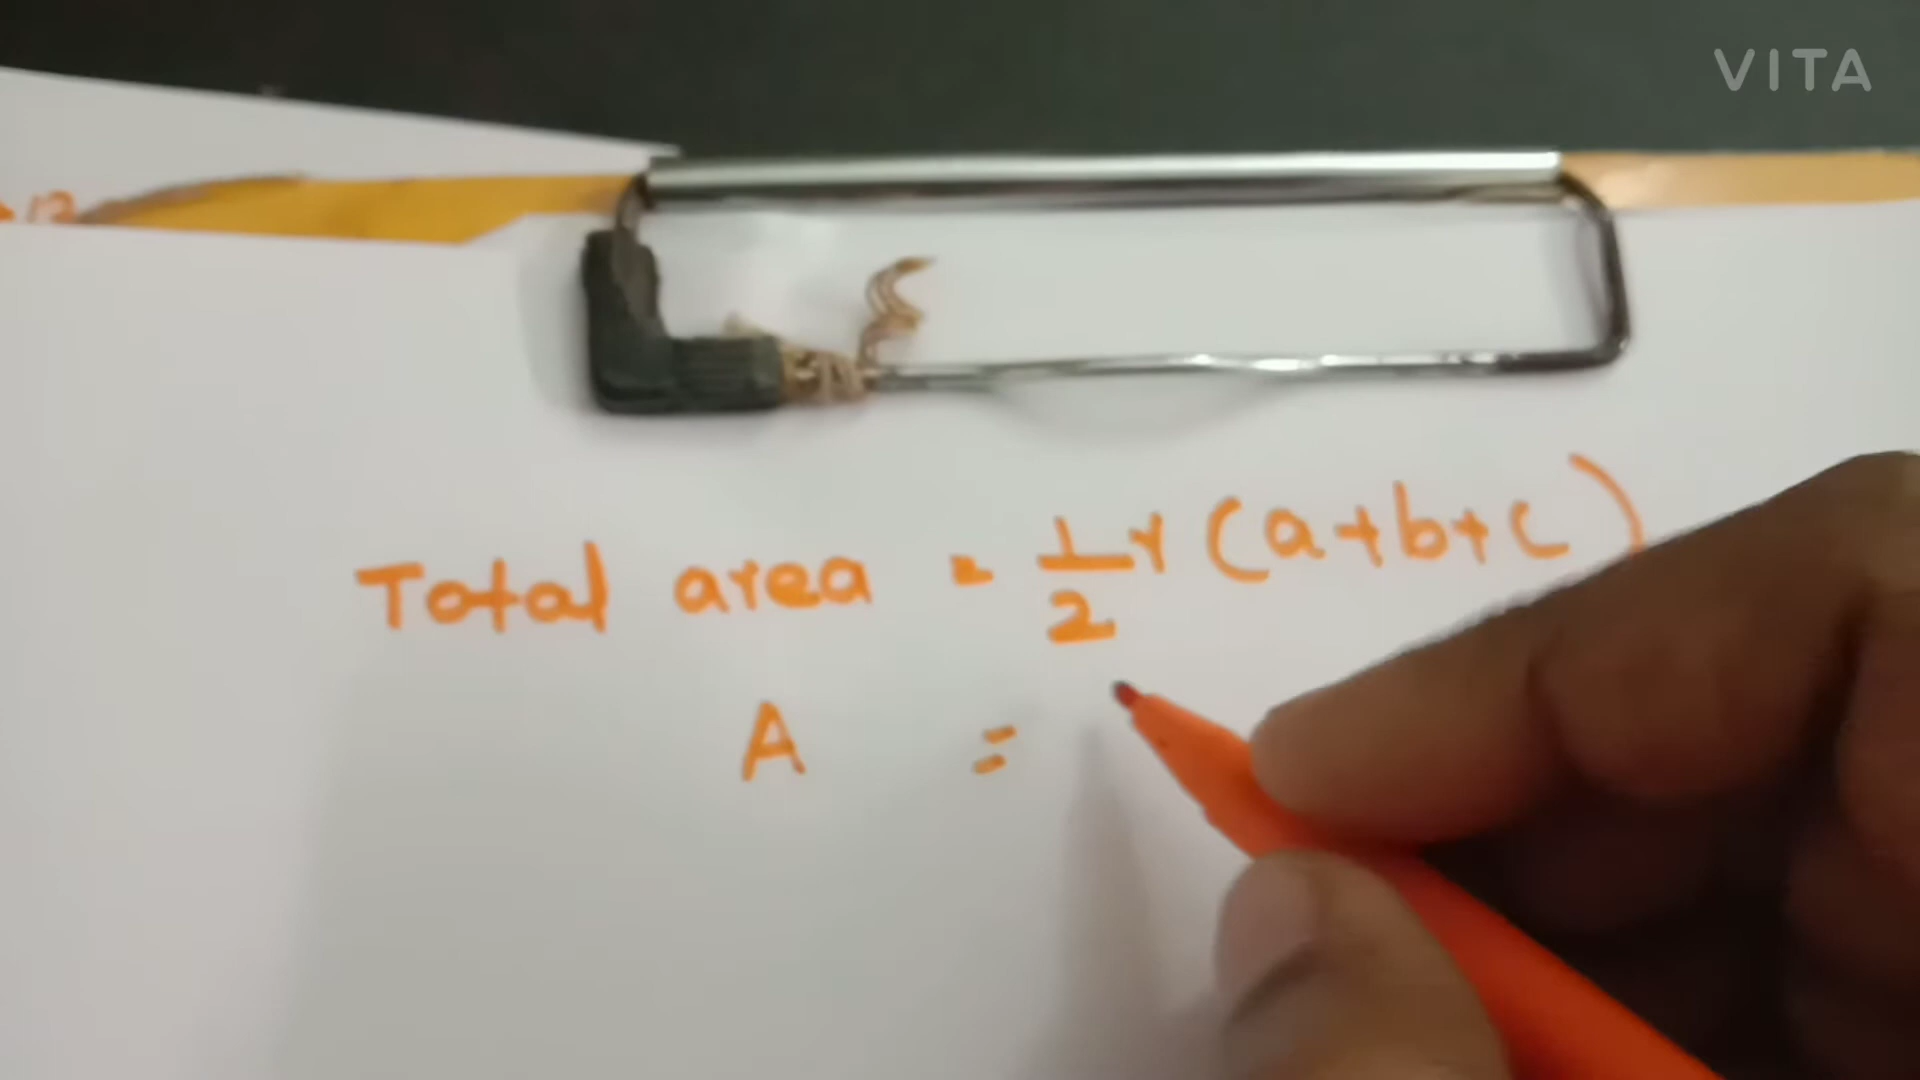 VITA
Total area = 1/2 r (a+b+c)
A =